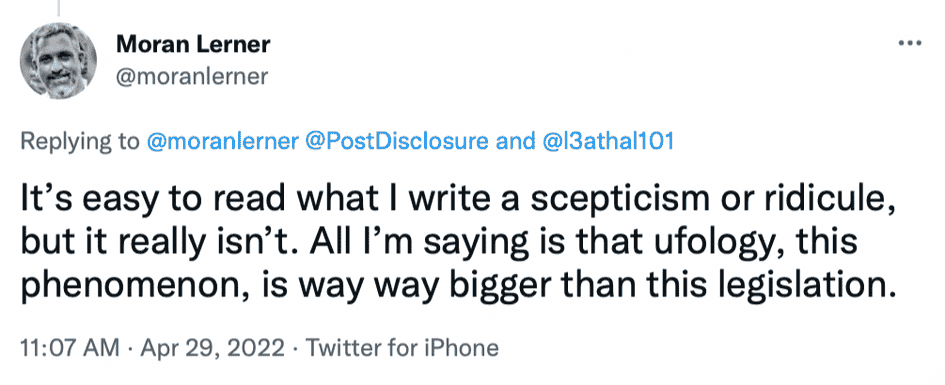 Moran Lerner
@moranlerner
Replying to @moranlerner @PostDisclosure and @l3athal101
It’s easy to read what I write a scepticism or ridicule,
but it really isn’t. All I’m saying is that ufology, this
phenomenon, is way way bigger than this legislation.
11:07 AM · Apr 29, 2022 · Twitter for iPhone